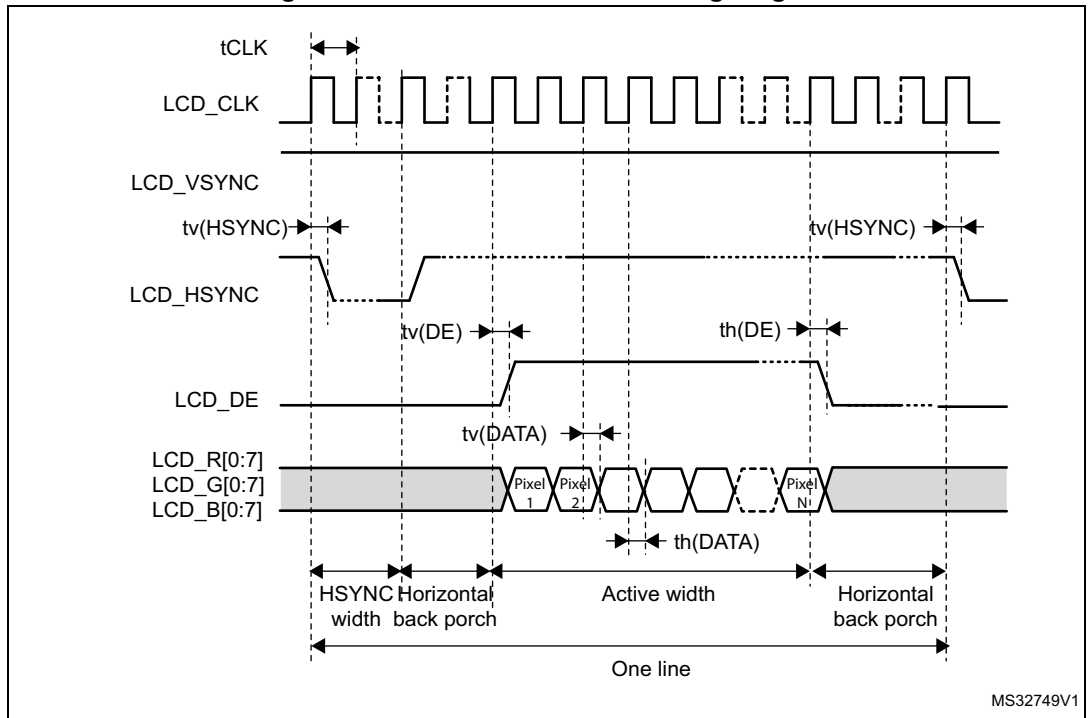 tCLK
LCD_CLK
LCD_VSYNC
tv(HSYNC)
tv(HSYNC)
LCD_HSYNC
tv(DE)
th(DE)
LCD_DE
tv(DATA)
LCD_R[0:7]
LCD_G[0:7]
LCD_B[0:7]
Pixel
1
Pixel
2
Pixel
N
th(DATA)
HSYNC
width
Horizontal
back porch
Active width
Horizontal
back porch
One line
MS32749V1